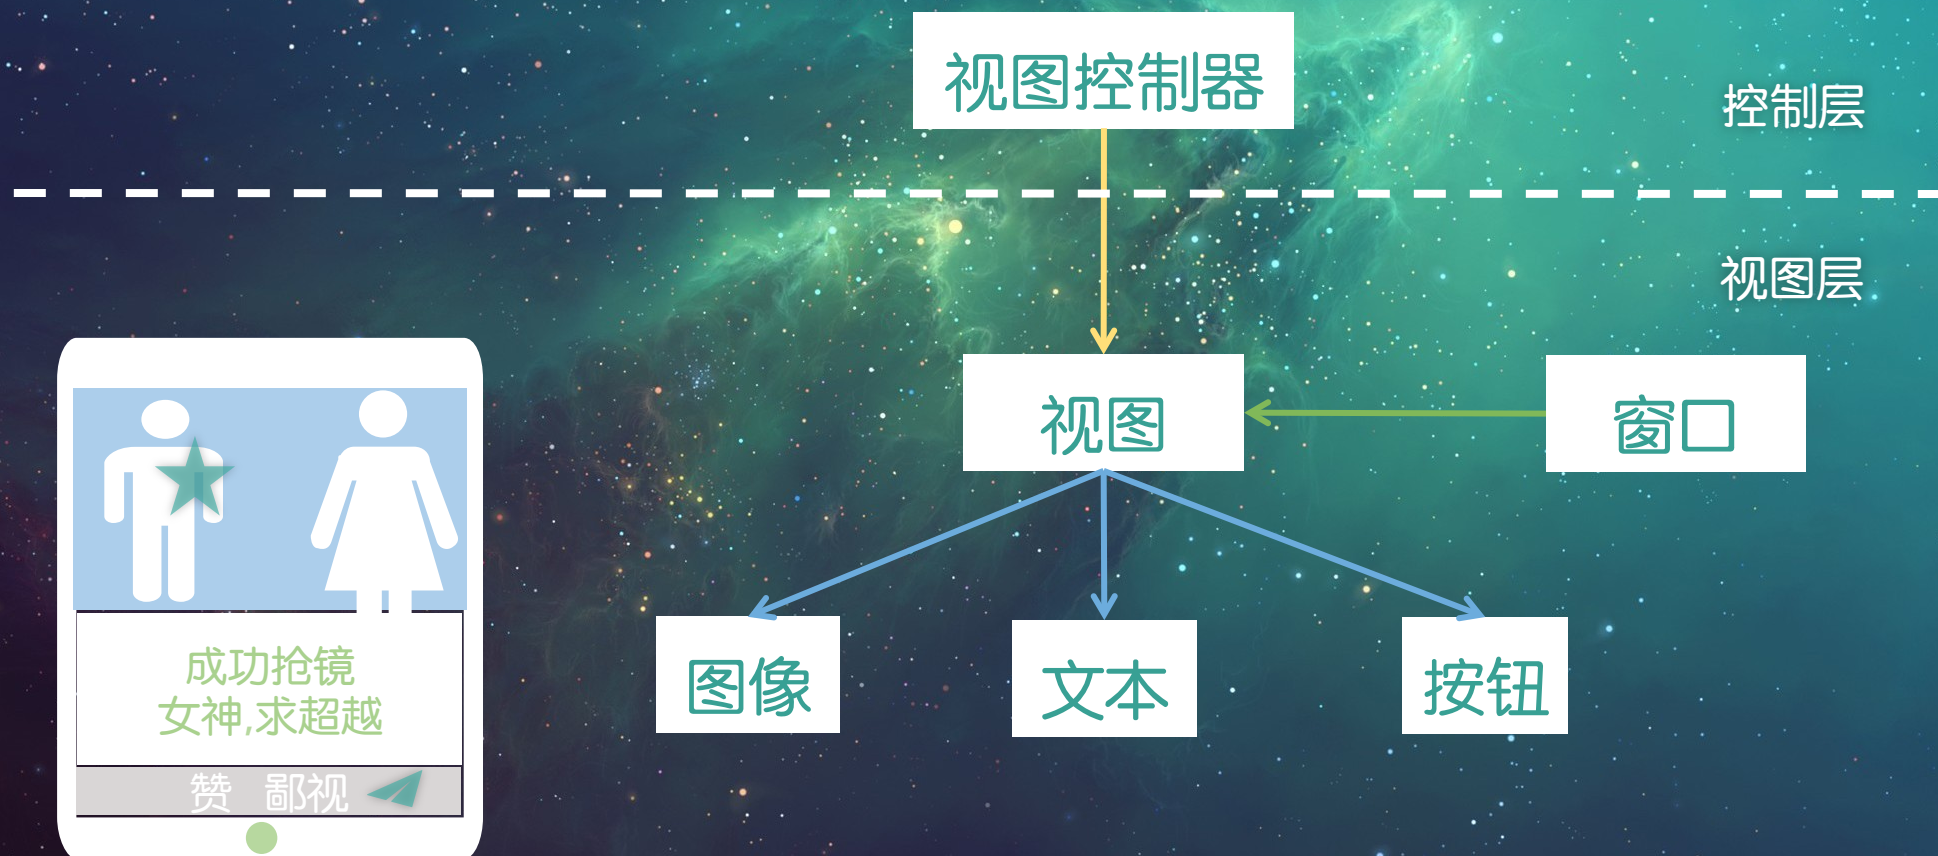 视图控制器
控制层
视图层
视图
窗口
图像
文本
按钮
成功抢镜
女神,求超越
赞 鄙视